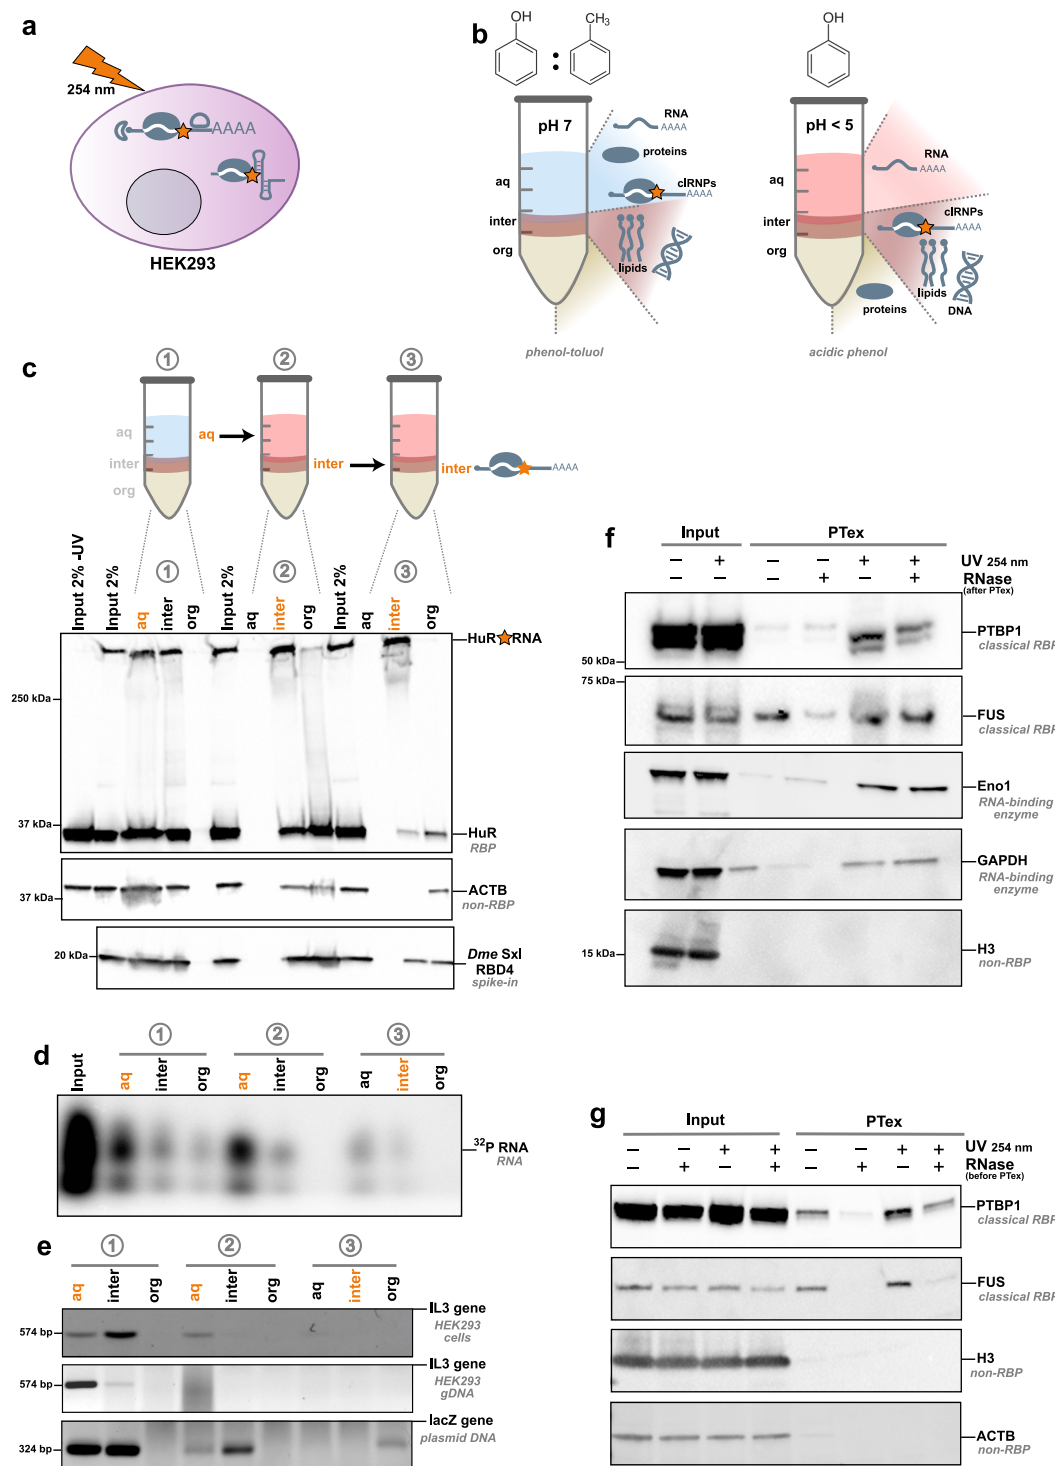 a
254 nm
AAAA
HEK293
b
OH
CH3
:
pH 7
aq
inter
org
RNA
AAAA
proteins
clRNPs
AAAA
lipids
phenol-toluol
OH
pH < 5
aq
inter
org
RNA
AAAA
clRNPs
AAAA
lipids
DNA
proteins
acidic phenol
c
1 2 3
aq
inter
org
aq
inter
inter
AAAA
Input 2% -UV
Input 2%
1
aq
inter
org
Input 2%
2
aq
inter
org
Input 2%
3
aq
inter
org
HuR RNA
250 kDa
37 kDa
HuR
RBP
37 kDa
ACTB
non-RBP
20 kDa
Dme Sxl
RBD4
spike-in
d
1 2 3
Input
aq
inter
org
aq
inter
org
aq
inter
org
32P RNA
RNA
e
1 2 3
aq
inter
org
aq
inter
org
aq
inter
org
574 bp
IL3 gene
HEK293
cells
574 bp
IL3 gene
HEK293
gDNA
324 bp
lacZ gene
plasmid DNA
f
Input PTex
– + – – + + UV 254 nm
– – – + – + RNase
(after PTex)
PTBP1
classical RBP
50 kDa
75 kDa
FUS
classical RBP
Eno1
RNA-binding
enzyme
GAPDH
RNA-binding
enzyme
15 kDa
H3
non-RBP
g
Input PTex
– – + + – – + + UV 254 nm
– + – + – + – + RNase
(before PTex)
PTBP1
classical RBP
FUS
classical RBP
H3
non-RBP
ACTB
non-RBP